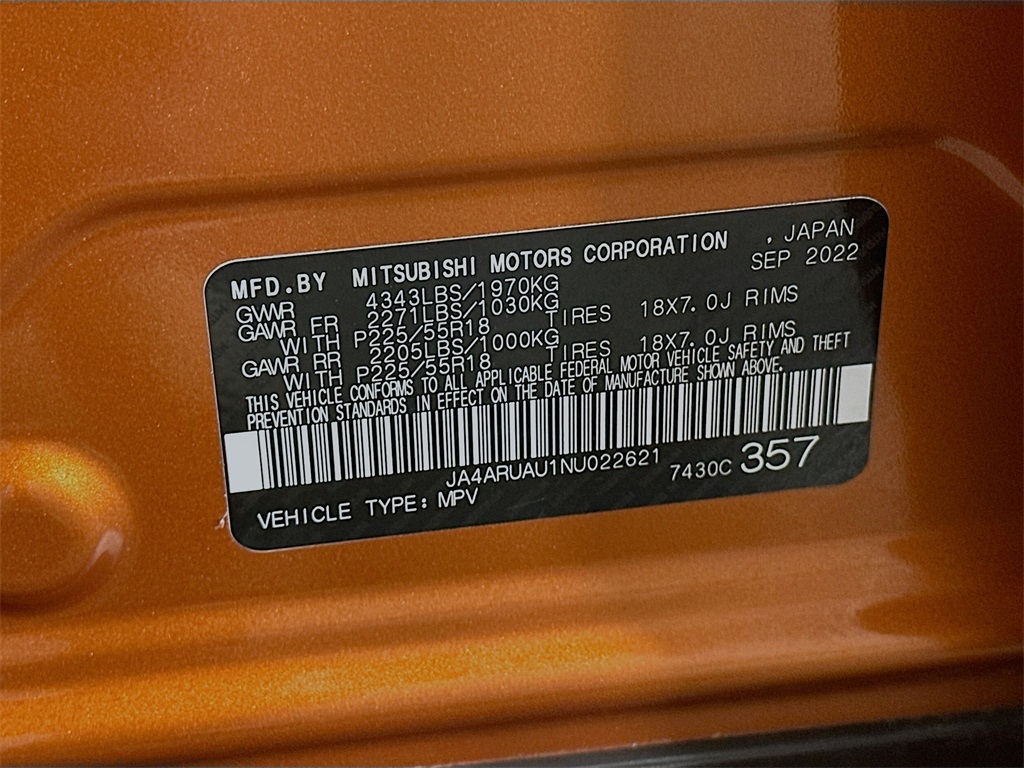 MFD. BY MITSUBISHI MOTORS CORPORATION , JAPAN
SEP 2022
GVWR 4343LBS/1970KG
GAWR FR 2271LBS/1030KG
WITH P225/55R18 TIRES 18X7.0J RIMS
GAWR RR 2205LBS/1000KG
WITH P225/55R18 TIRES 18X7.0J RIMS
THIS VEHICLE CONFORMS TO ALL APPLICABLE FEDERAL MOTOR VEHICLE SAFETY AND THEFT
PREVENTION STANDARDS IN EFFECT ON THE DATE OF MANUFACTURE SHOWN ABOVE.
JA4ARUAU1NU022621 7430C 357
VEHICLE TYPE: MPV